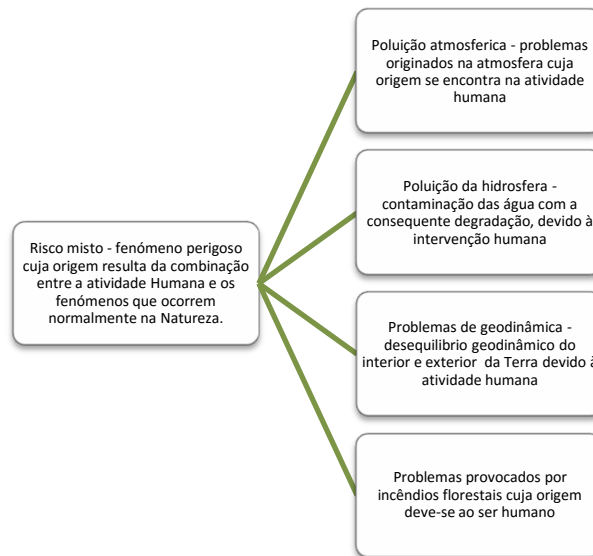 Poluição atmosferica - problemas
originados na atmosfera cuja
origem se encontra na atividade
humana
Poluição da hidrosfera -
contaminação das água com a
consequente degradação, devido à
intervenção humana
Risco misto - fenómeno perigoso
cuja origem resulta da combinação
entre a atividade Humana e os
fenómenos que ocorrem
normalmente na Natureza.
Problemas de geodinâmica -
desequilibrio geodinâmico do
interior e exterior da Terra devido à
atividade humana
Problemas provocados por
incêndios florestais cuja origem
deve-se ao ser humano